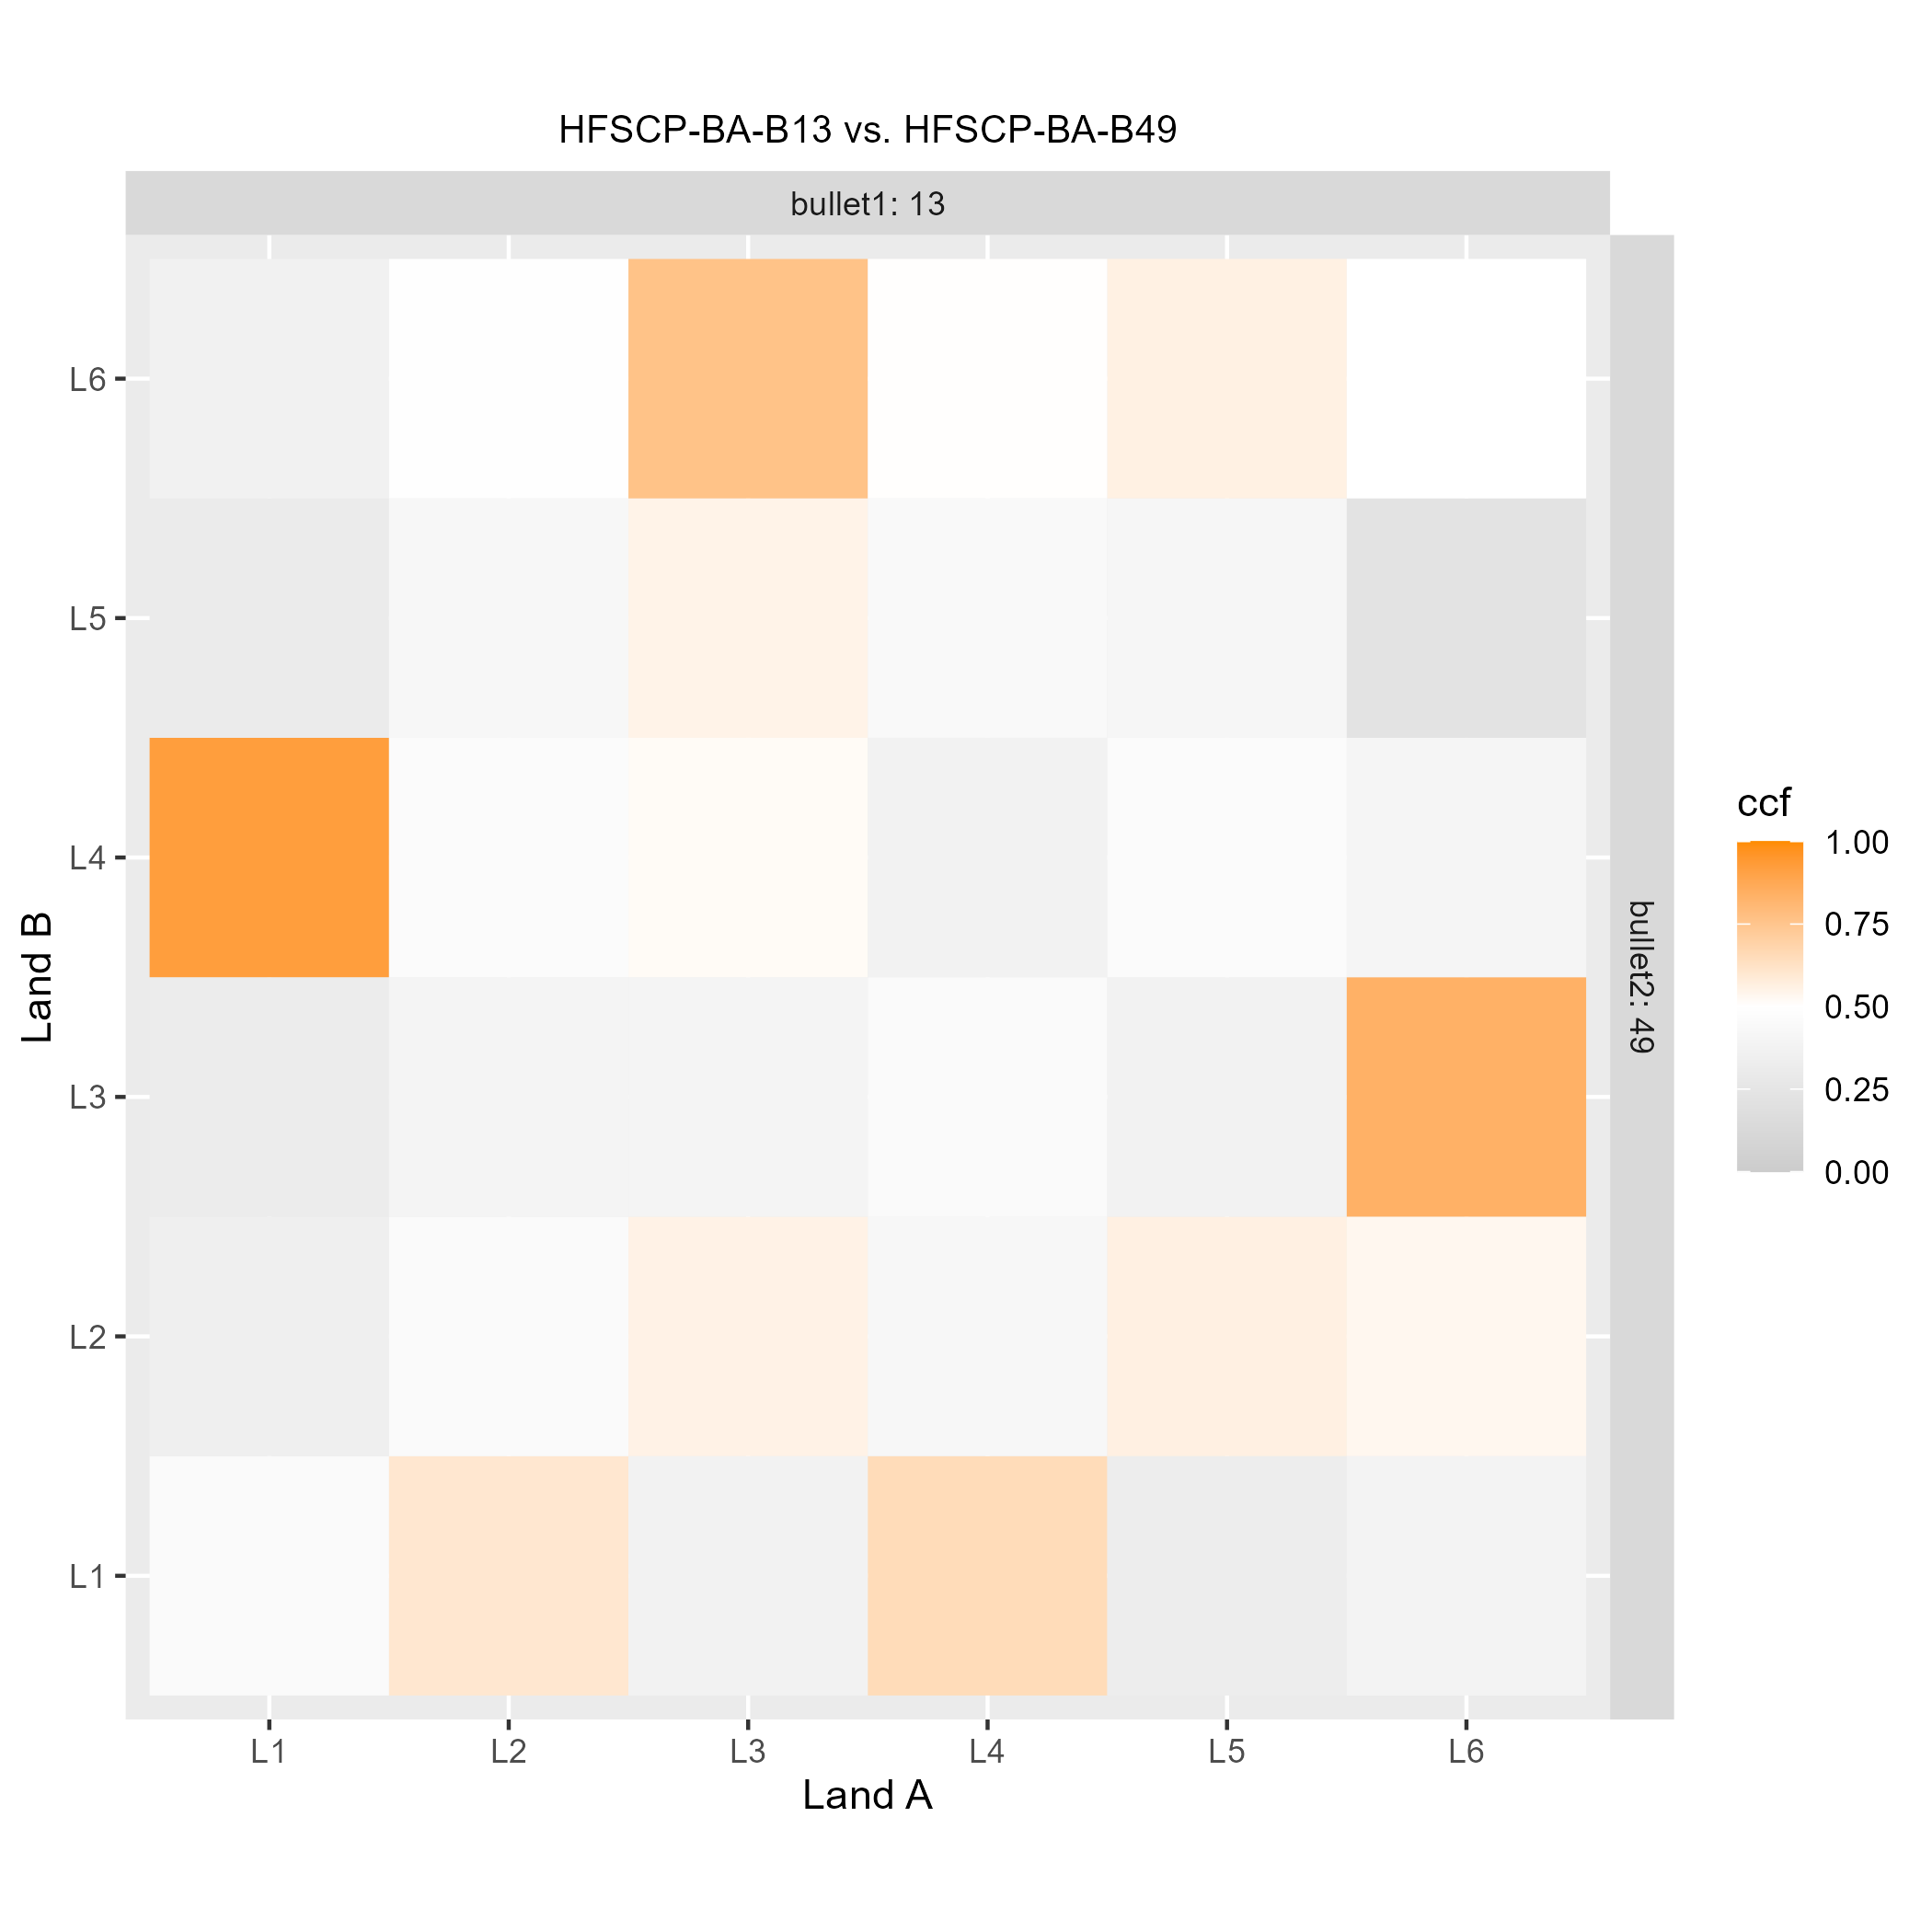 HFSCP-BA-B13 vs. HFSCP-BA-B49
bullet1: 13
L6
L5
L4
L3
L2
L1
Land B
bullet2: 49
L1 L2 L3 L4 L5 L6
Land A
ccf
1.00
0.75
0.50
0.25
0.00